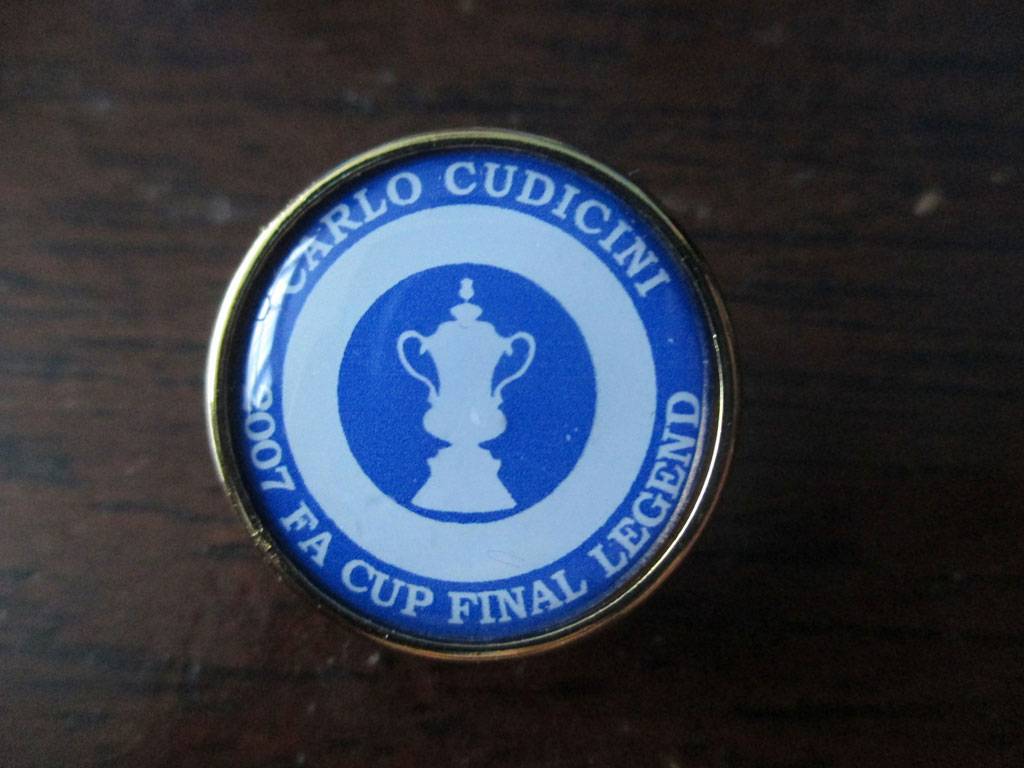 CARLO CUDICINI
2007 FA CUP FINAL LEGEND